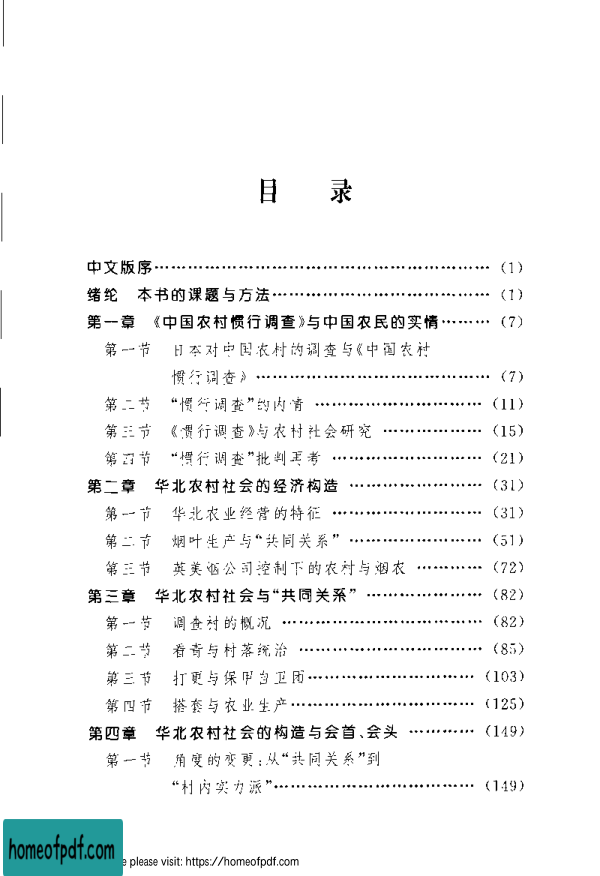 目 录
中文版序……………………………………………………（1）
绪纶 本书的课题与方法…………………………………（1）
第一章 《中国农村惯行调查》与中国农民的实情………（7）
第一节 日本对中国农村的调查与《中国农村
惯行调查》……………………………………（7）
第二节 “惯行调查”的内情 …………………………（11）
第三节 《惯行调查》与农村社会研究 ………………（15）
第四节 “惯行调查”批判再考 ………………………（21）
第二章 华北农村社会的经济构造 ……………………（31）
第一节 华北农业经营的特征 …………………………（31）
第二节 烟叶生产与“共同关系” ……………………（51）
第三节 英美烟公司控制下的农村与烟农 …………（72）
第三章 华北农村社会与“共同关系” …………………（82）
第一节 调查村的概况 …………………………………（82）
第二节 看青与村落统治 ………………………………（85）
第三节 打更与保甲自卫团……………………………（103）
第四节 搭套与农业生产………………………………（125）
第四章 华北农村社会的构造与会首、会头 …………（149）
第一节 角度的变更：从“共同关系”到
“村内实力派”…………………………………（149）
homeofpdf.com
e please visit: https://homeofpdf.com